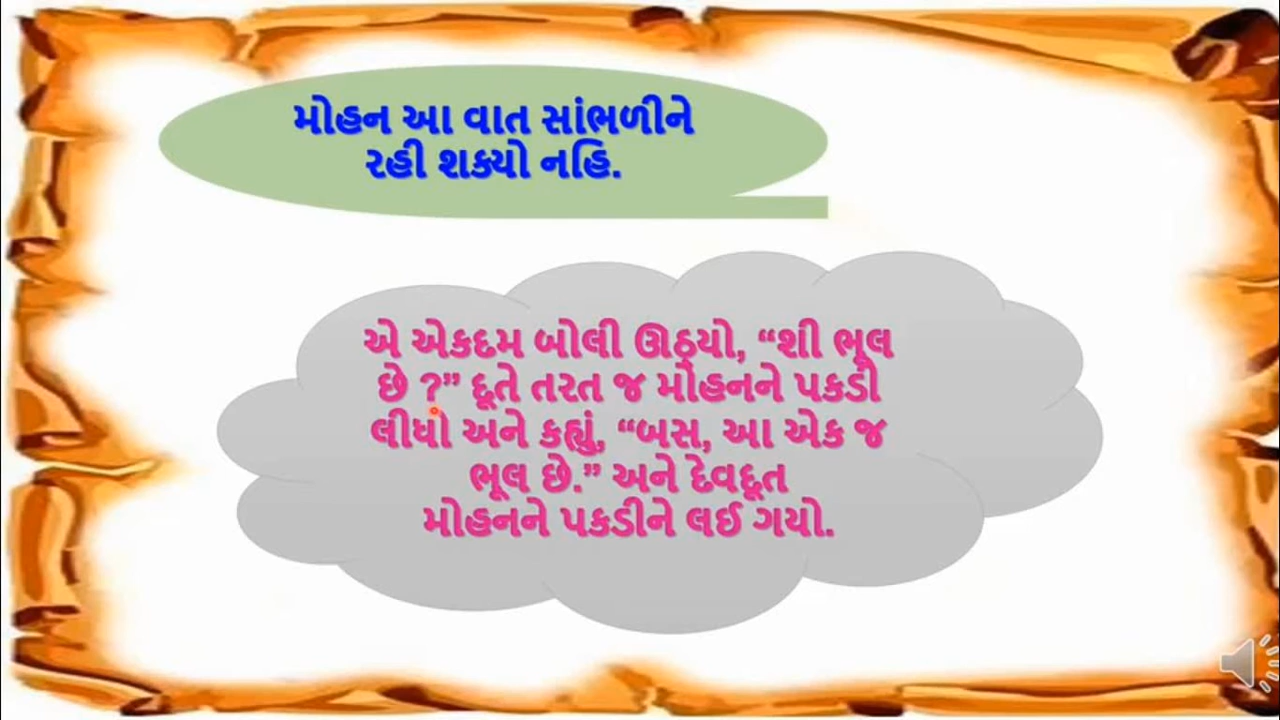 મોહન આ વાત સાંભળીને
રહી શક્યો નહિ.
એ એકદમ બોલી ઊઠ્યો, “શી ભૂલ
છે ?” દૂતે તરત જ મોહનને પકડી
લીધો અને કહ્યું, “બસ, આ એક જ
ભૂલ છે.” અને દેવદૂત
મોહનને પકડીને લઈ ગયો.